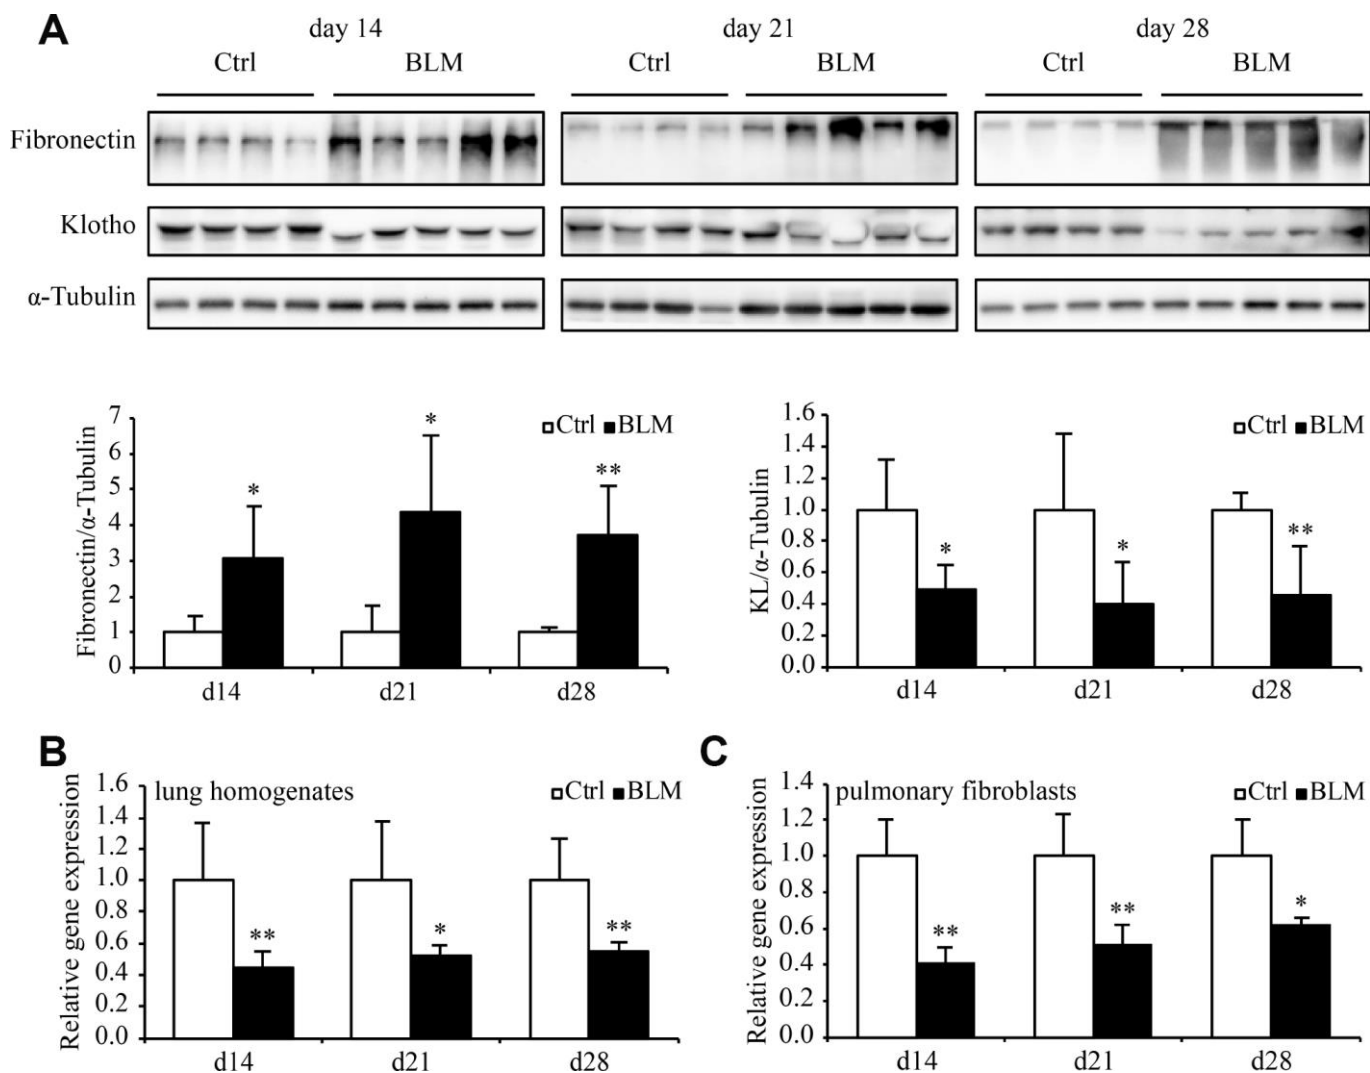 A
day 14
day 21
day 28
Ctrl
BLM
Ctrl
BLM
Ctrl
BLM
Fibronectin
Klotho
α-Tubulin
Fibronectin/α-Tubulin
7
6
5
4
3
2
1
0
Ctrl BLM
*
*
**
d14
d21
d28
KL/α-Tubulin
1.6
1.4
1.2
1.0
0.8
0.6
0.4
0.2
0.0
Ctrl BLM
*
*
**
d14
d21
d28
B
Relative gene expression
1.6
1.4
1.2
1.0
0.8
0.6
0.4
0.2
0.0
lung homogenates
Ctrl BLM
**
*
**
d14
d21
d28
C
Relative gene expression
1.4
1.2
1.0
0.8
0.6
0.4
0.2
0.0
pulmonary fibroblasts
Ctrl BLM
**
**
*
d14
d21
d28